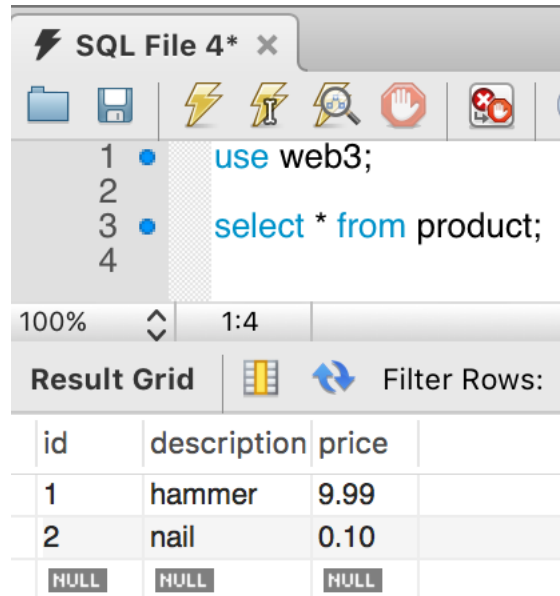 SQL File 4*
1 use web3;
2
3 select * from product;
4
100% 1:4
Result Grid Filter Rows:
id description price
1 hammer 9.99
2 nail 0.10
NULL NULL NULL